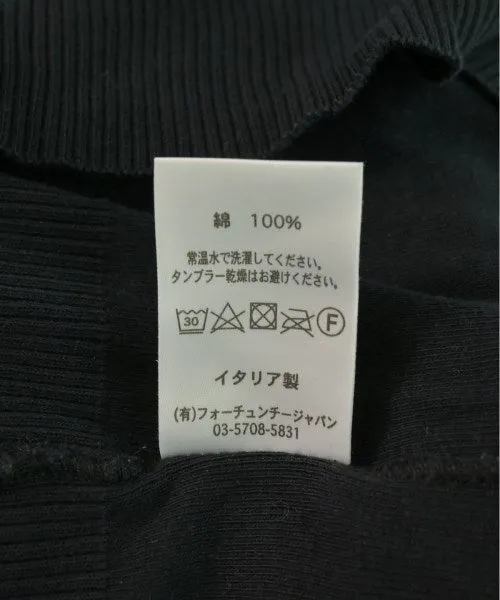 綿 100%
常温水で洗濯してください。
タンブラー乾燥はお避けください。
30 F
イタリア製
(有)フォーチュンチージャパン
03-5708-5831